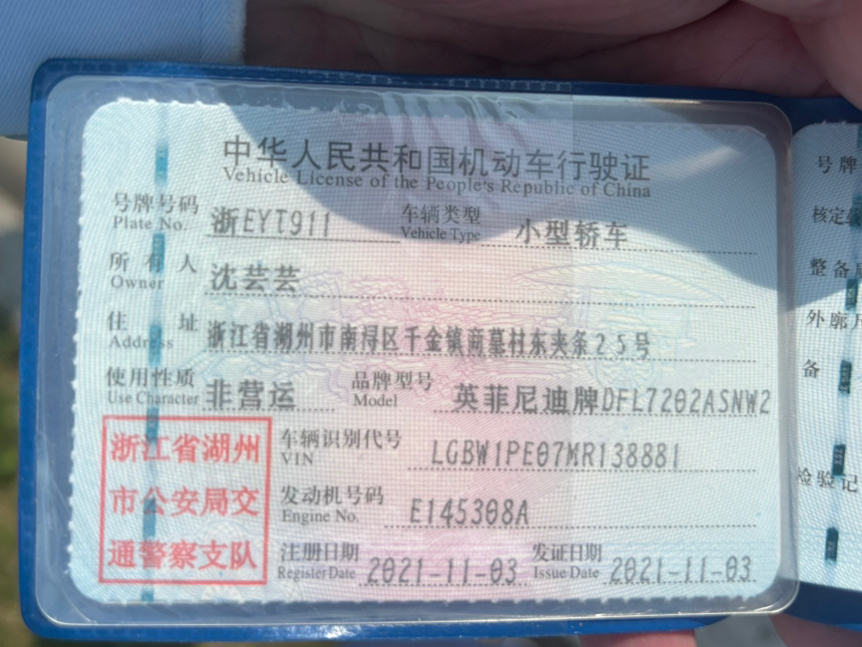 中华人民共和国机动车行驶证
Vehicle License of the People's Republic of China
号牌号码 浙EYT911 车辆类型 小型轿车
Plate No. Vehicle Type
所有人 沈芸芸
Owner
住址 浙江省湖州市南浔区千金镇商墓村东夹条25号
Address
使用性质 非营运 品牌型号 英菲尼迪牌DFL7202ASNW2
Use Character Model
浙江省湖州
市公安局交
通警察支队
车辆识别代号 LGBW1PE07MR138881
VIN
发动机号码 E145308A
Engine No.
注册日期 2021-11-03 发证日期 2021-11-03
Register Date Issue Date
号牌
核定
整备
外廓
备
检验记